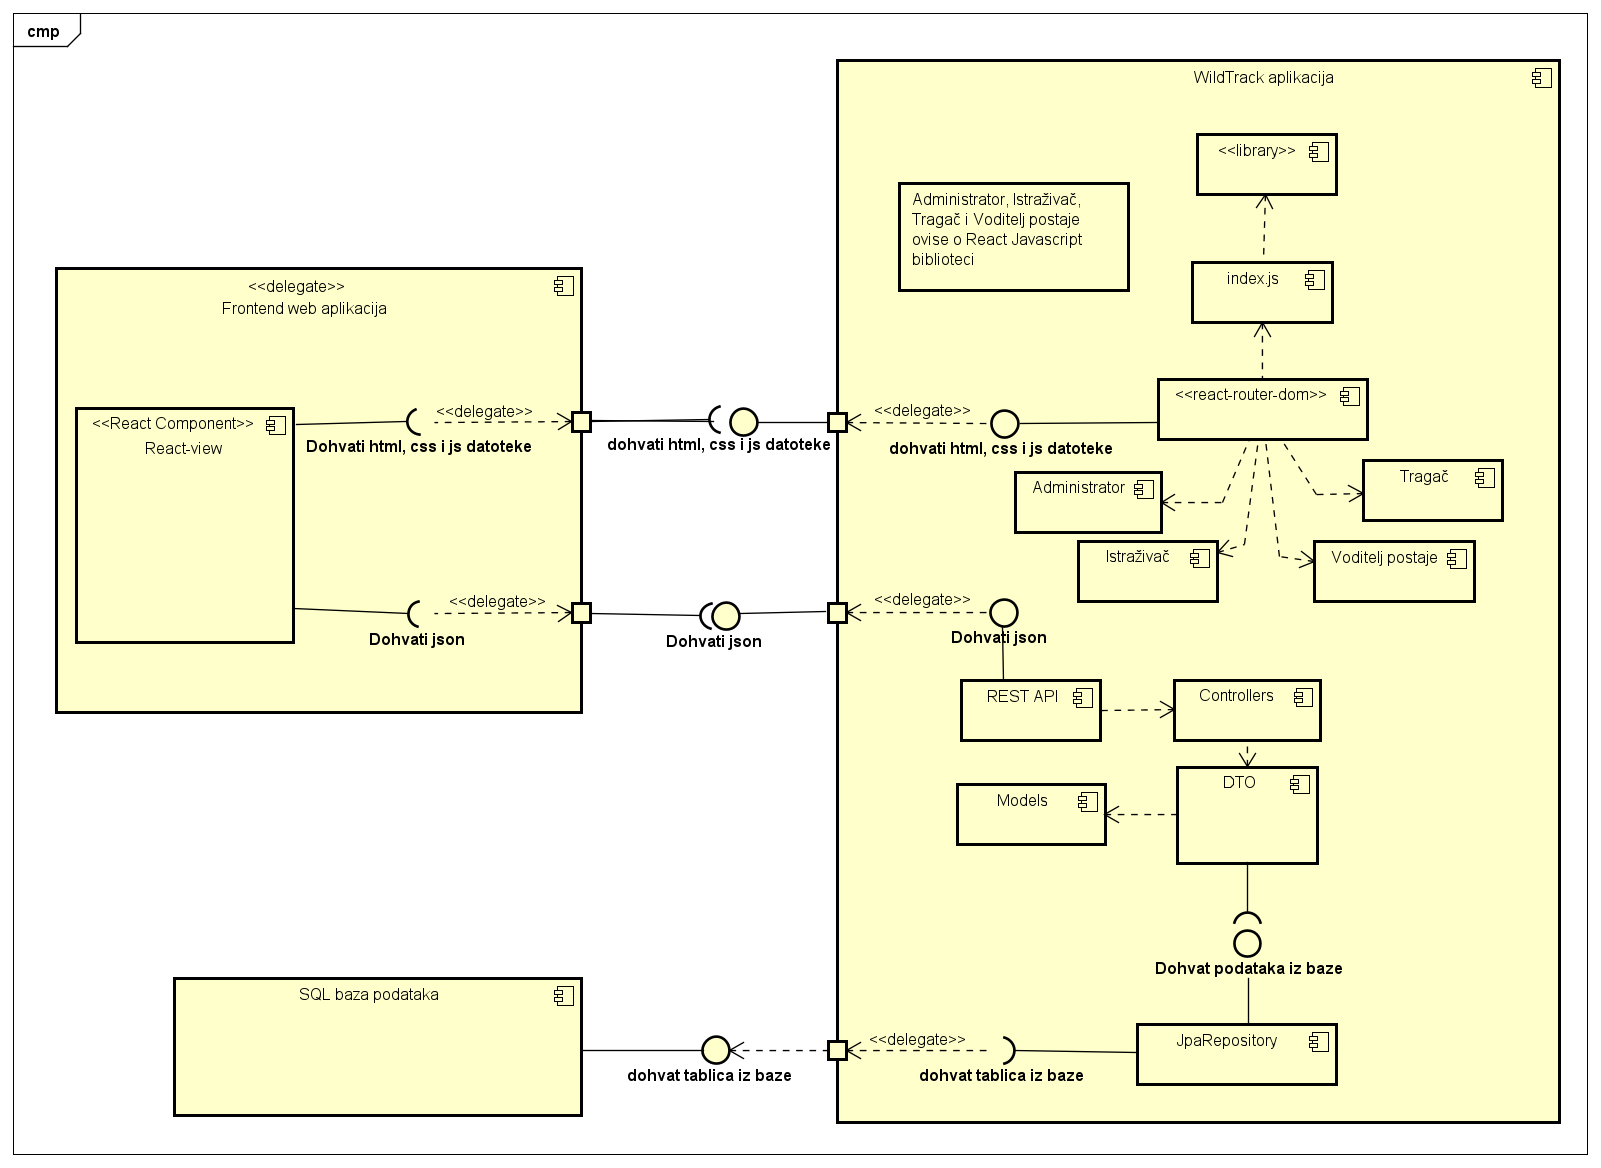 cmp
WildTrack aplikacija
<<library>>
Administrator, Istraživač,
Tragač i Voditelj postaje
ovise o React Javascript
biblioteci
index.js
<<delegate>>
Frontend web aplikacija
<<react-router-dom>>
<<React Component>>
React-view
<<delegate>>
Dohvati html, css i js datoteke
dohvati html, css i js datoteke
<<delegate>>
dohvati html, css i js datoteke
Administrator
Tragač
Istraživač
Voditelj postaje
<<delegate>>
Dohvati json
Dohvati json
<<delegate>>
Dohvati json
REST API
Controllers
DTO
Models
Dohvat podataka iz baze
SQL baza podataka
dohvat tablica iz baze
<<delegate>>
dohvat tablica iz baze
JpaRepository